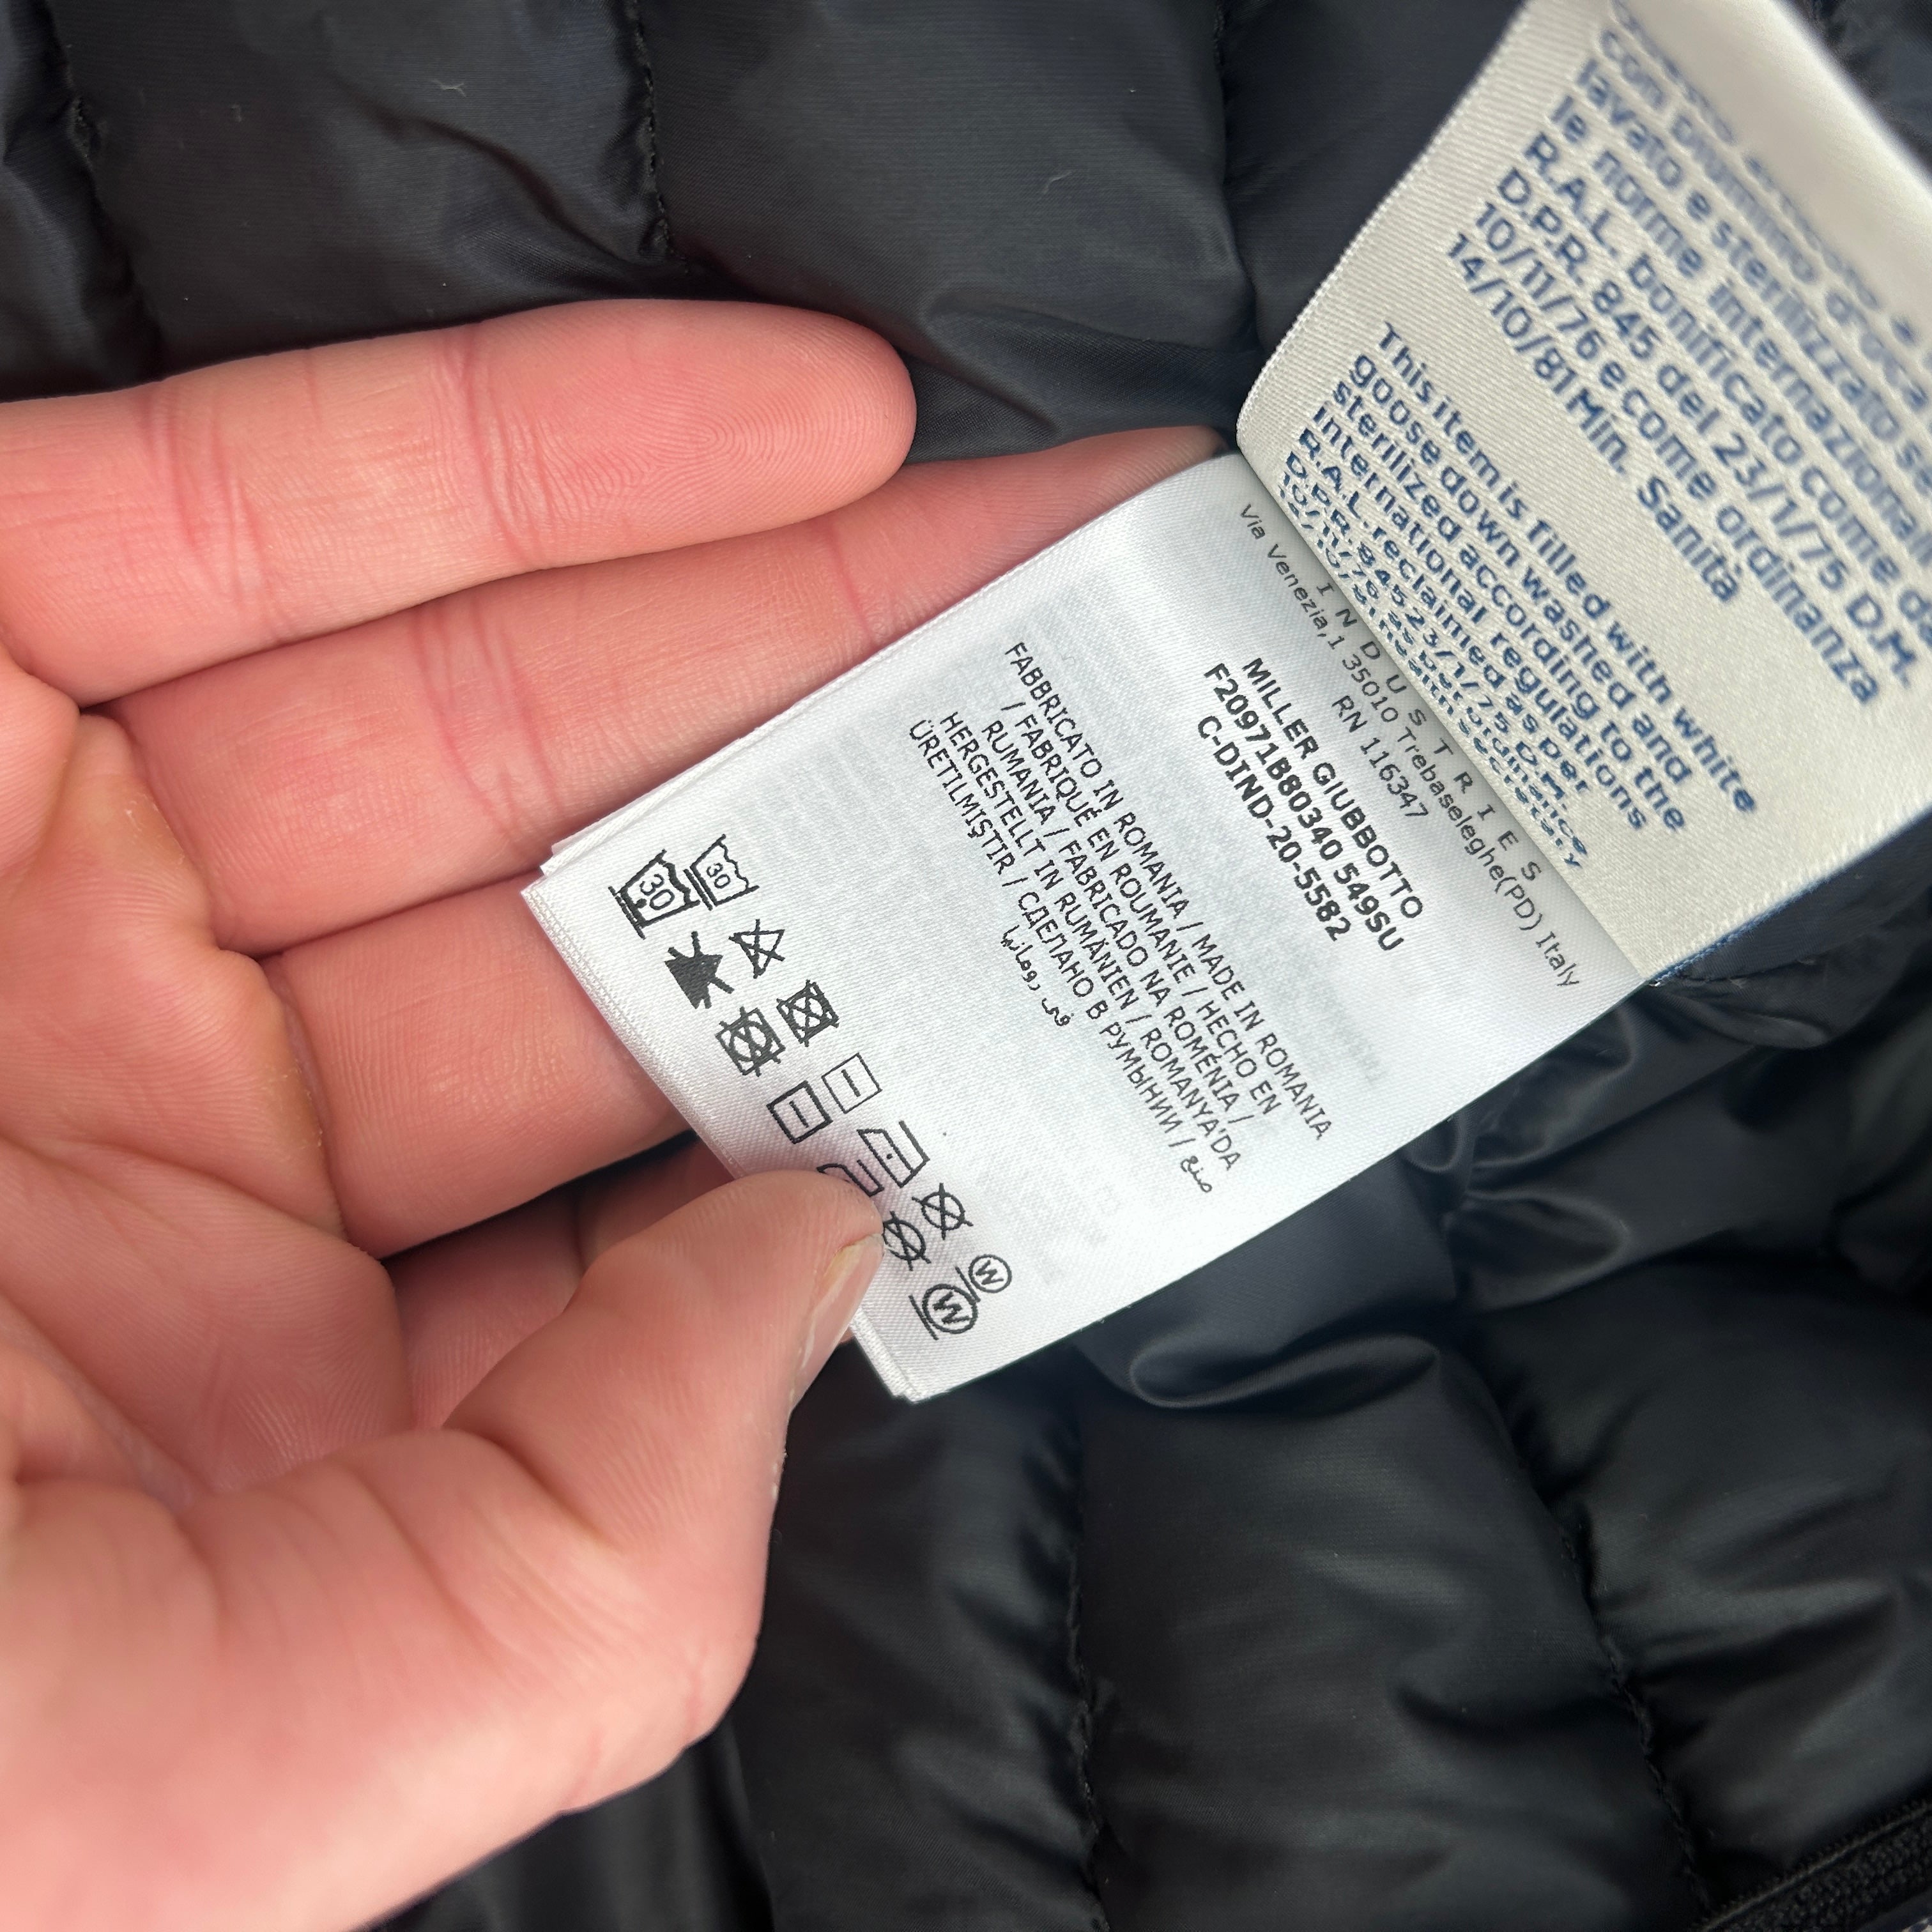 con piumino d'oca
lavato e sterilizzato
le norme internazionali
R.A.L. bonificato come
D.P.R. 845 del 23/1/75 D.M.
10/11/76 e come ordinanza
14/10/81 Min. Sanità
This item is filled with white
goose down washed and
sterilized according to
international regulations
R.A.L. reclaimed as per
D.P.R. 845 23/1/75 D.M.
INDUSTRIES
Via Venezia,1 35010 Trebaseleghe(PD) Italy
RN 116347
MILLER GIUBBOTTO
F20971B80340 549SU
C-DIND-20-5582
FABBRICATO IN ROMANIA / MADE IN ROMANIA
/ FABRIQUÉ EN ROUMANIE / HECHO EN
RUMANIA / FABRICADO NA ROMÉNIA /
HERGESTELLT IN RUMÄNIEN / ROMANYA'DA
ÜRETILMIŞTIR / СДЕЛАНО В РУМЫНИИ / صنع
في رومانيا
30
30
W
W